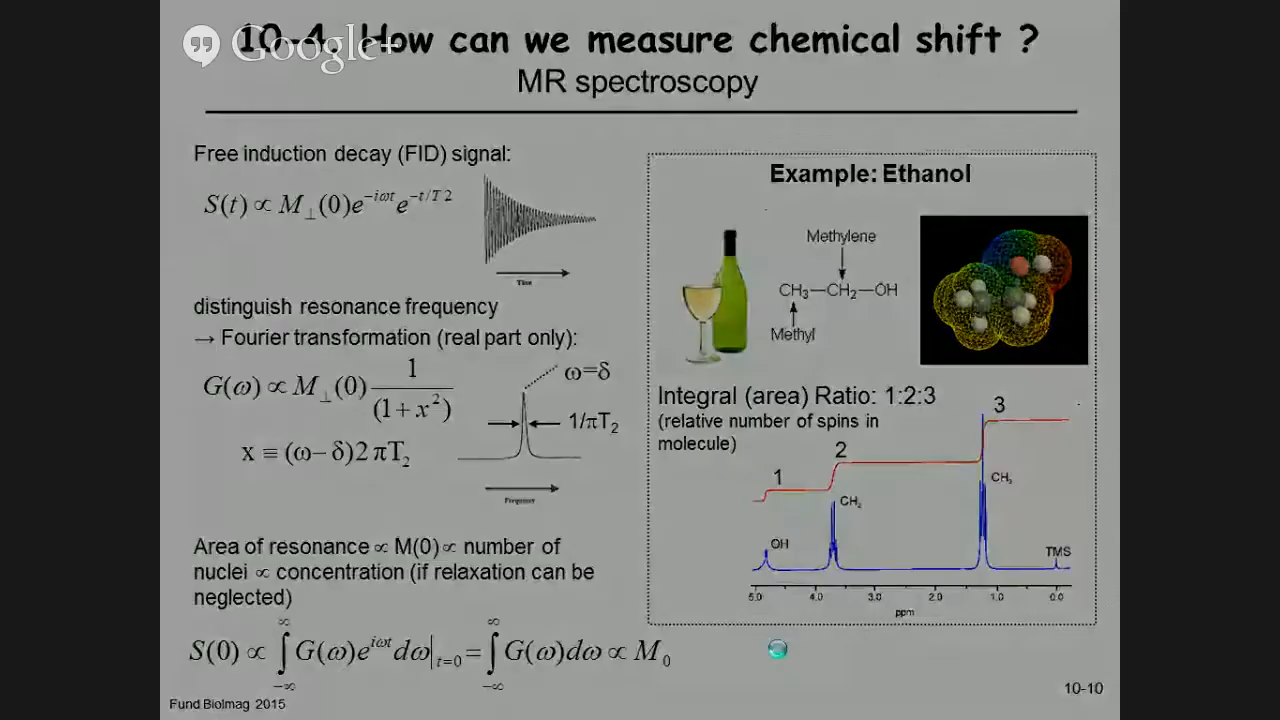 10-4. How can we measure chemical shift ?
Google+
MR spectroscopy
Free induction decay (FID) signal:
S(t) ∝ M⊥(0)e^{-iωt}e^{-t/T2}
Time
distinguish resonance frequency
→ Fourier transformation (real part only):
G(ω) ∝ M⊥(0) 1/(1+x²)
x ≡ (ω−δ)2πT₂
ω=δ
1/πT₂
Frequency
Area of resonance ∝ M(0) ∝ number of
nuclei ∝ concentration (if relaxation can be
neglected)
S(0) ∝ ∫_{-∞}^{∞} G(ω)e^{iωt}dω|_{t=0} = ∫_{-∞}^{∞} G(ω)dω ∝ M₀
Fund BioImag 2015
Example: Ethanol
Methylene
CH₃—CH₂—OH
Methyl
Integral (area) Ratio: 1:2:3
(relative number of spins in
molecule)
1
2
3
OH
CH₂
CH₃
TMS
5.0 4.0 3.0 2.0 1.0 0.0
ppm
10-10